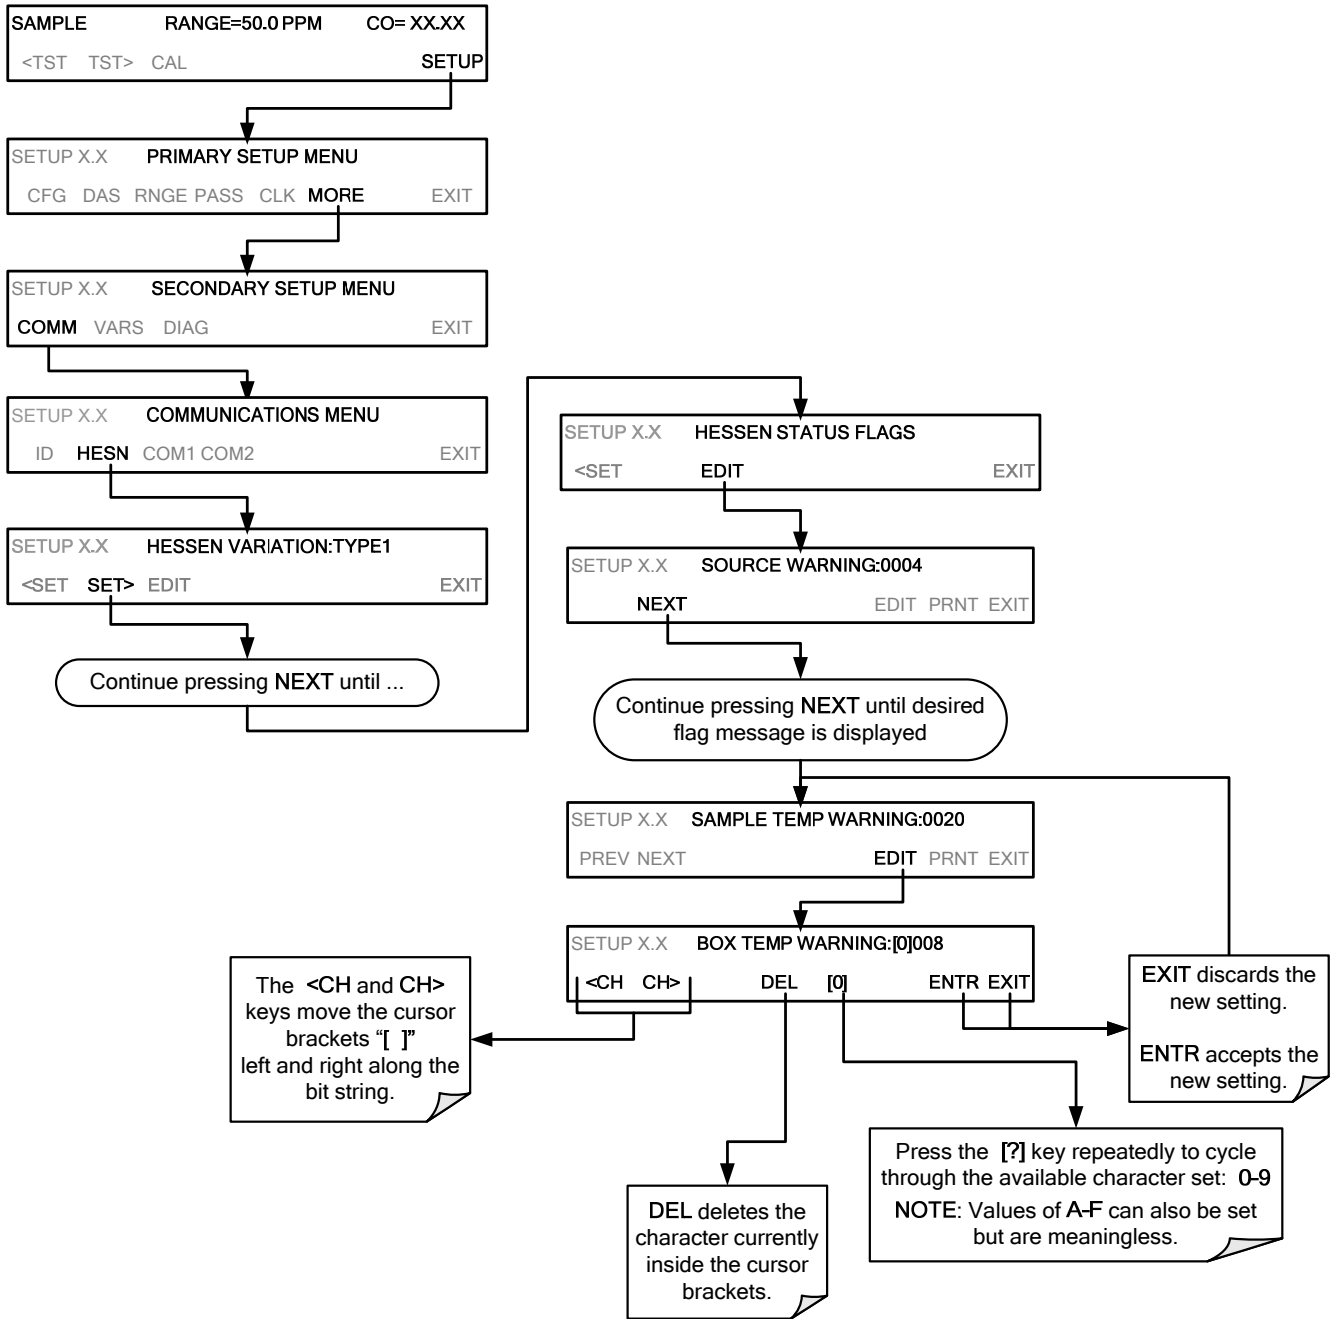 SAMPLE RANGE=50.0 PPM CO= XX.XX
<TST TST> CAL SETUP
SETUP X.X PRIMARY SETUP MENU
CFG DAS RNGE PASS CLK MORE EXIT
SETUP X.X SECONDARY SETUP MENU
COMM VARS DIAG EXIT
SETUP X.X COMMUNICATIONS MENU
ID HESN COM1 COM2 EXIT
SETUP X.X HESSEN VARIATION:TYPE1
<SET SET> EDIT EXIT
Continue pressing NEXT until ...
SETUP X.X HESSEN STATUS FLAGS
<SET EDIT EXIT
SETUP X.X SOURCE WARNING:0004
NEXT EDIT PRNT EXIT
Continue pressing NEXT until desired
flag message is displayed
SETUP X.X SAMPLE TEMP WARNING:0020
PREV NEXT EDIT PRNT EXIT
SETUP X.X BOX TEMP WARNING:[0]008
<CH CH> DEL [0] ENTR EXIT
The <CH and CH>
keys move the cursor
brackets “[ ]”
left and right along the
bit string.
EXIT discards the
new setting.
ENTR accepts the
new setting.
Press the [?] key repeatedly to cycle
through the available character set: 0-9
NOTE: Values of A-F can also be set
but are meaningless.
DEL deletes the
character currently
inside the cursor
brackets.